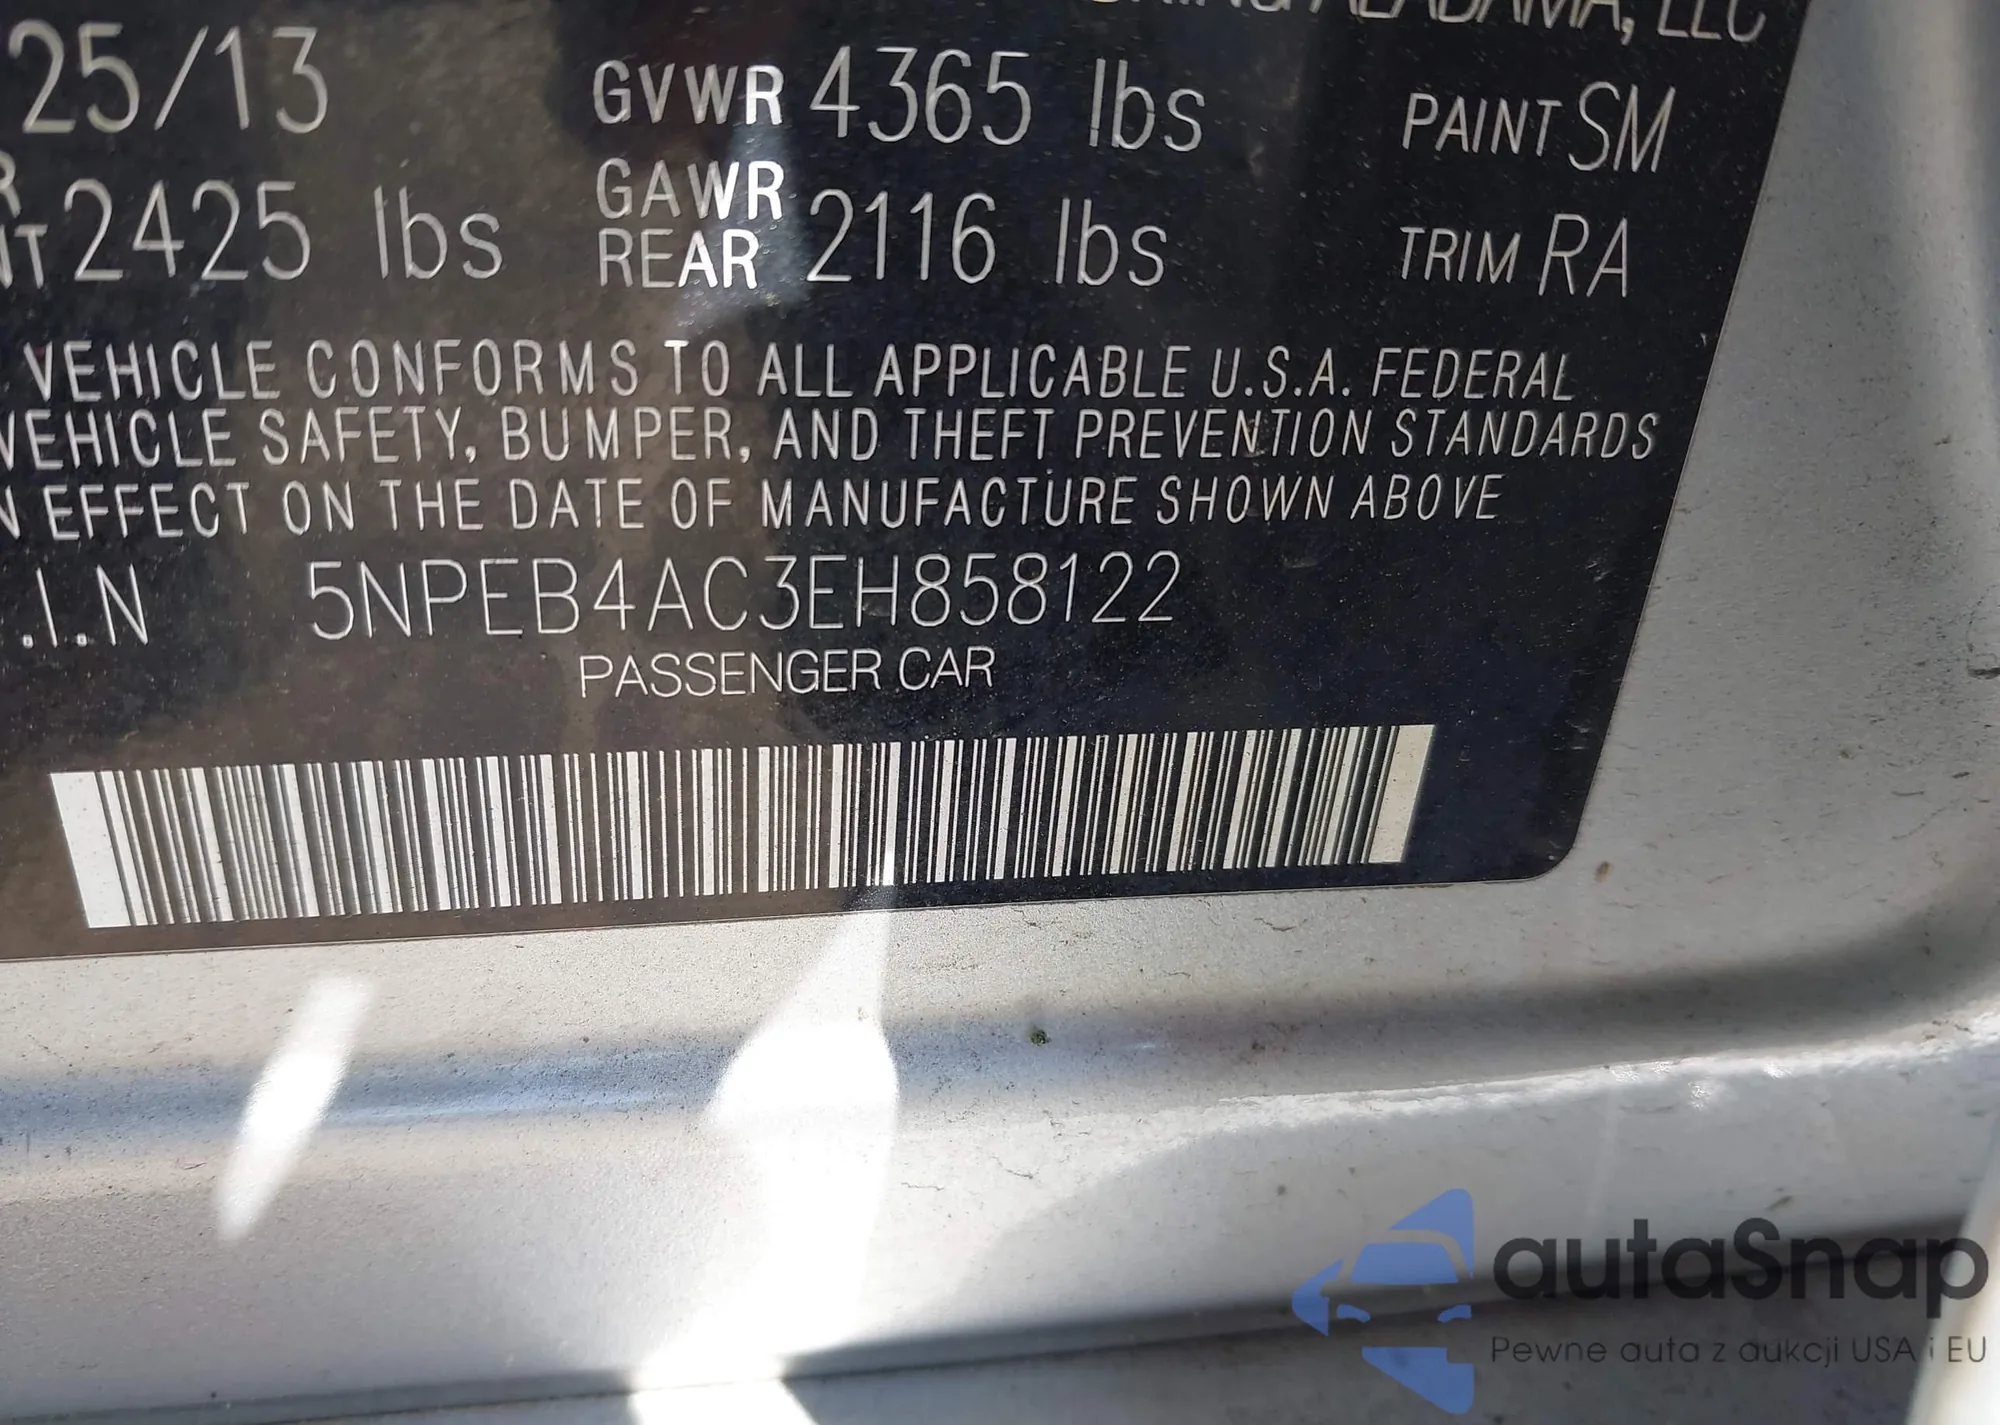 ALABAMA, LLC
25/13 GVWR 4365 lbs PAINT SM
2425 lbs GAWR REAR 2116 lbs TRIM RA
VEHICLE CONFORMS TO ALL APPLICABLE U.S.A. FEDERAL
VEHICLE SAFETY, BUMPER, AND THEFT PREVENTION STANDARDS
N EFFECT ON THE DATE OF MANUFACTURE SHOWN ABOVE
.I.N 5NPEB4AC3EH858122
PASSENGER CAR
autaSnap
Pewne auta z aukcji USA i EU